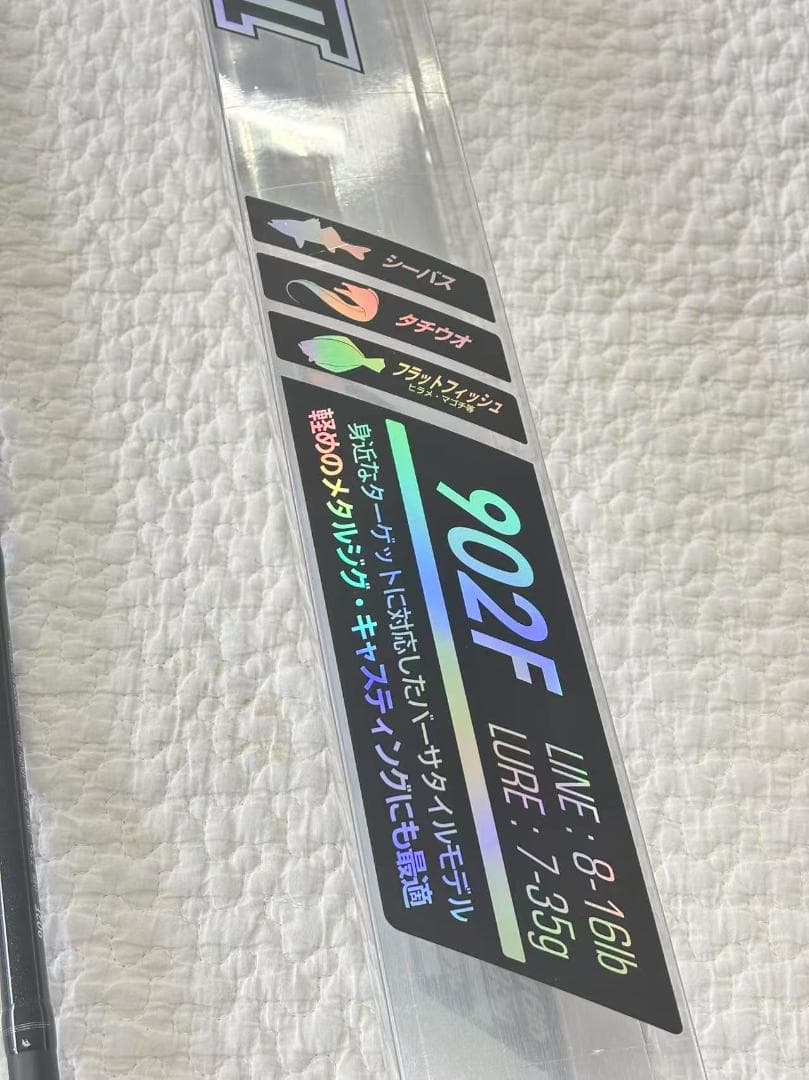 シーバス
タチウオ
フラットフィッシュ
ヒラメ・マゴチ等
902F
LINE : 8-16lb
LURE : 7-35g
身近なターゲットに対応したバーサタイルモデル
軽めのメタルジグ・キャスティングにも最適